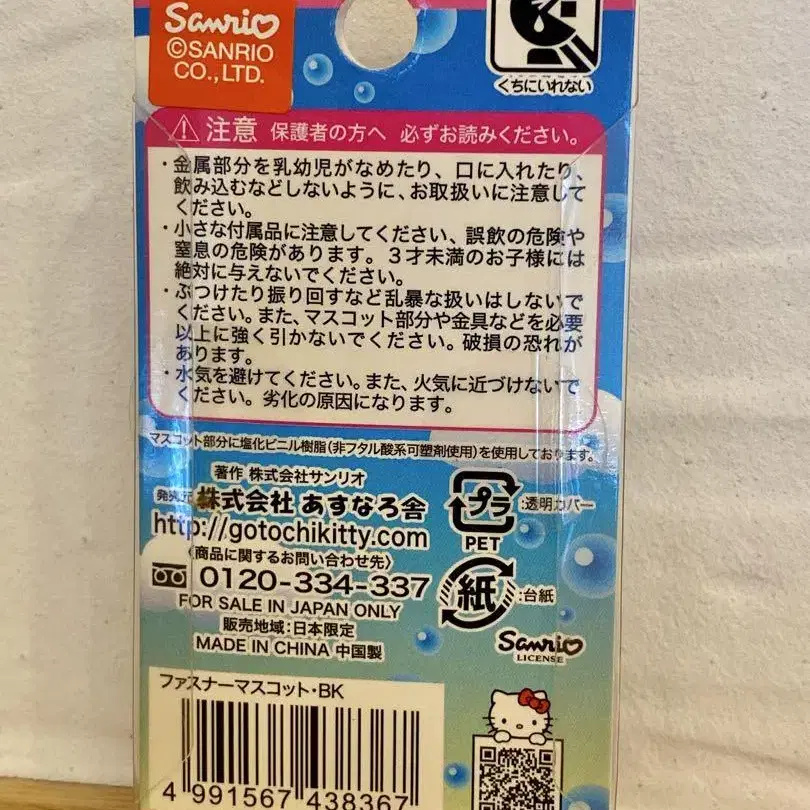 Sanrio
©SANRIO
CO.,LTD.
くちにいれない
注意 保護者の方へ 必ずお読みください。
・金属部分を乳幼児がなめたり、口に入れたり、
飲み込むなどしないように、お取扱いに注意して
ください。
・小さな付属品に注意してください、誤飲の危険や
窒息の危険があります。3才未満のお子様には
絶対に与えないでください。
・ぶつけたり振り回すなど乱暴な扱いはしないで
ください。また、マスコット部分や金具などを必要
以上に強く引かないでください。破損の恐れが
あります。
・水気を避けてください。また、火気に近づけないで
ください。劣化の原因になります。
マスコット部分に塩化ビニル樹脂(非フタル酸系可塑剤使用)を使用しております。
著作 株式会社サンリオ
発売元 株式会社 あすなろ舎
http://gotochikitty.com
〈商品に関するお問い合わせ先〉
0120-334-337
FOR SALE IN JAPAN ONLY
販売地域:日本限定
MADE IN CHINA 中国製
プラ :透明カバー
PET
紙 :台紙
Sanrio
LICENSE
ファスナーマスコット・BK
4 991567 438367